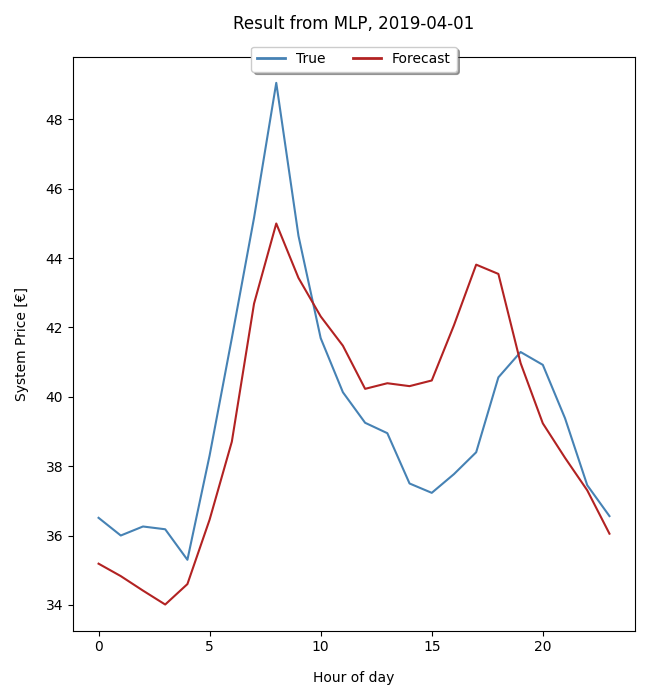 Result from MLP, 2019-04-01
True Forecast
48
46
44
42
40
38
36
34
System Price [€]
0 5 10 15 20
Hour of day